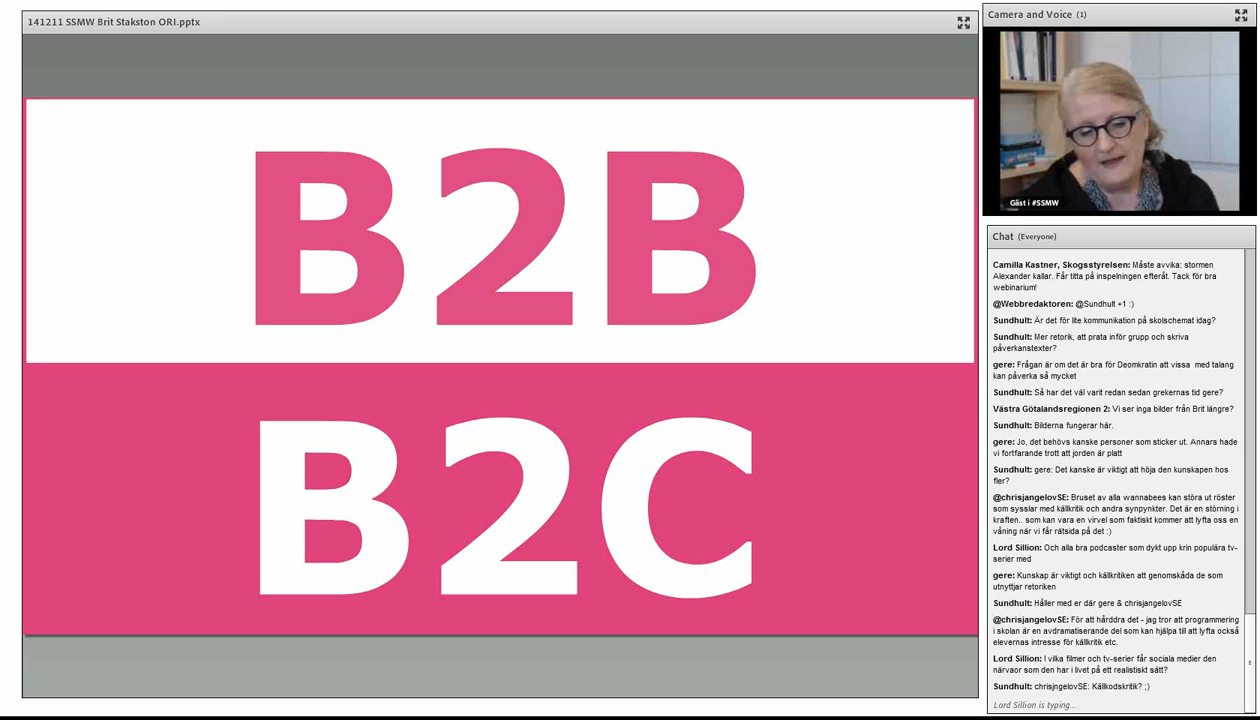 141211 SSMW Brit Stakston ORI.pptx
B2B
B2C
Camera and Voice (1)
Gäst i #SSMW
Chat (Everyone)
Camilla Kastner, Skogsstyrelsen: Måste avvika: stormen
Alexander kallar. Får titta på inspelningen efteråt. Tack för bra
webinarium!
@Webbredaktoren: @Sundhult +1 :)
Sundhult: Är det för lite kommunikation på skolschemat idag?
Sundhult: Mer retorik, att prata inför grupp och skriva
påverkanstexter?
gere: Frågan är om det är bra för Deomkratin att vissa med talang
kan påverka så mycket
Sundhult: Så har det väl varit redan sedan grekernas tid gere?
Västra Götalandsregionen 2: Vi ser inga bilder från Brit längre?
Sundhult: Bilderna fungerar här.
gere: Jo, det behövs kanske personer som sticker ut. Annars hade
vi fortfarande trott att jorden är platt
Sundhult: gere: Det kanske är viktigt att höja den kunskapen hos
fler?
@chrisjangelovSE: Bruset av alla wannabees kan störa ut röster
som sysslar med källkritik och andra synpynkter. Det är en störning i
kraften.. som kan vara en virvel som faktiskt kommer att lyfta oss en
våning när vi får rätsida på det :)
Lord Sillion: Och alla bra podcaster som dykt upp krin populära tv-
serier med
gere: Kunskap är viktigt och källkritiken att genomskåda de som
utnyttjar retoriken
Sundhult: Håller med er där gere & chrisjangelovSE
@chrisjangelovSE: För att hårddra det - jag tror att programmering
i skolan är en avdramatiserande del som kan hjälpa till att lyfta också
elevernas intresse för källkritik etc.
Lord Sillion: I vilka filmer och tv-serier får sociala medier den
närvaor som den har i livet på ett realistiskt sätt?
Sundhult: chrisjngelovSE: Källkodskritik? ;)
Lord Sillion is typing...